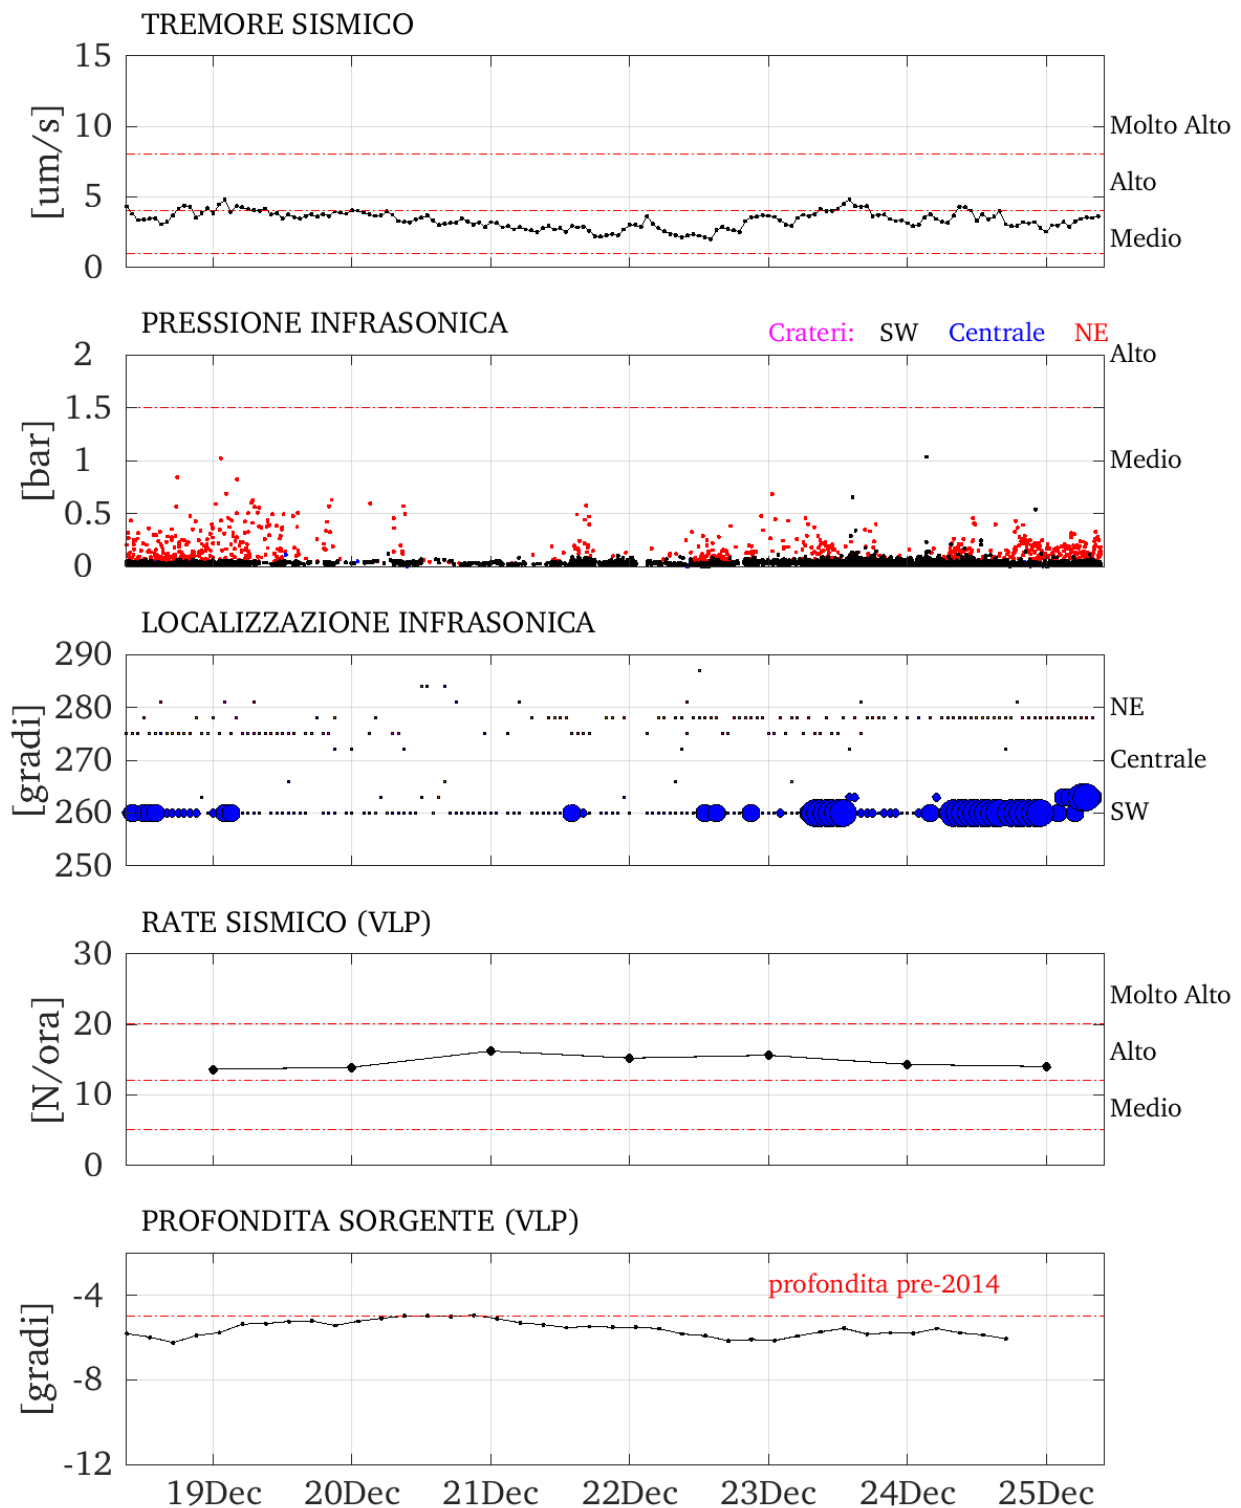 TREMORE SISMICO
15
10
5
0
[um/s]
Molto Alto
Alto
Medio
PRESSIONE INFRASONICA
Crateri: SW Centrale NE
2
1.5
1
0.5
0
[bar]
Alto
Medio
LOCALIZZAZIONE INFRASONICA
290
280
270
260
250
[gradi]
NE
Centrale
SW
RATE SISMICO (VLP)
30
20
10
0
[N/ora]
Molto Alto
Alto
Medio
PROFONDITA SORGENTE (VLP)
profondita pre-2014
-4
-8
-12
[gradi]
19Dec 20Dec 21Dec 22Dec 23Dec 24Dec 25Dec